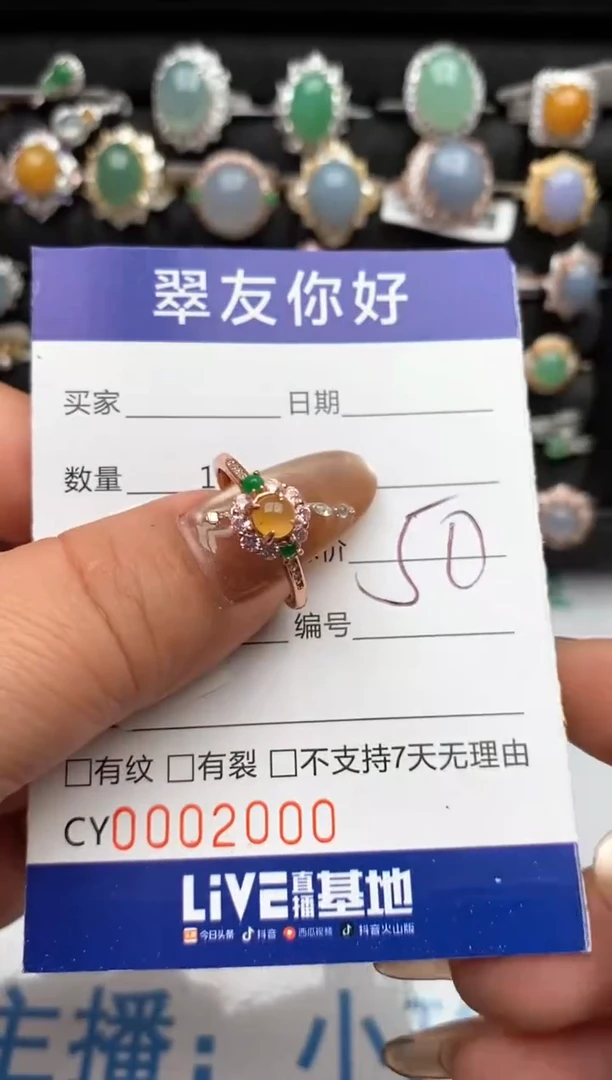 翠友你好
买家 日期
数量 1
价 50
编号
□有纹 □有裂 □不支持7天无理由
CY0002000
LiVE直播基地
今日头条 抖音 西瓜视频 抖音火山版
主播：小